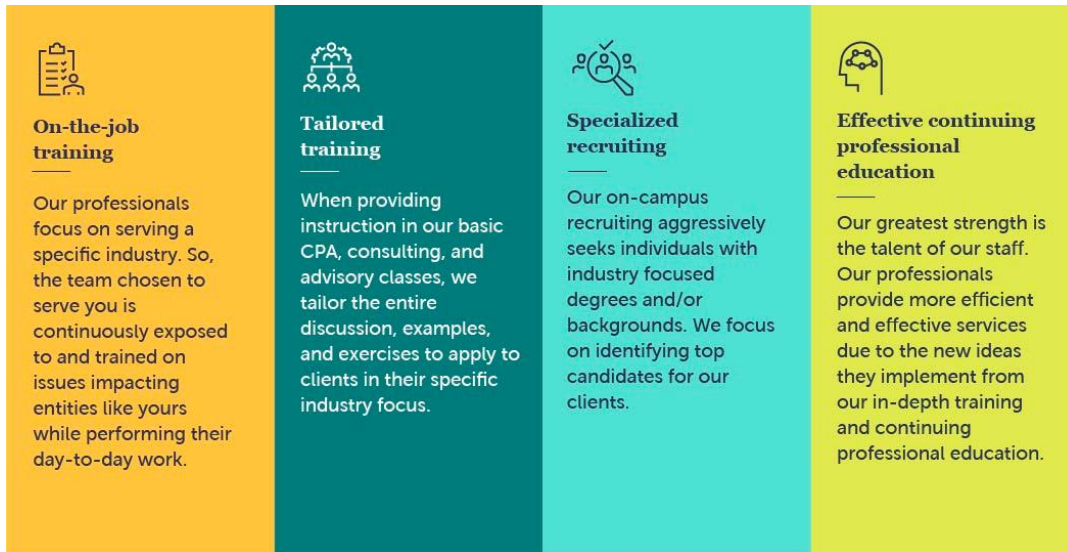 On-the-job
training
Our professionals
focus on serving a
specific industry. So,
the team chosen to
serve you is
continuously exposed
to and trained on
issues impacting
entities like yours
while performing their
day-to-day work.
Tailored
training
When providing
instruction in our basic
CPA, consulting, and
advisory classes, we
tailor the entire
discussion, examples,
and exercises to apply to
clients in their specific
industry focus.
Specialized
recruiting
Our on-campus
recruiting aggressively
seeks individuals with
industry focused
degrees and/or
backgrounds. We focus
on identifying top
candidates for our
clients.
Effective continuing
professional
education
Our greatest strength is
the talent of our staff.
Our professionals
provide more efficient
and effective services
due to the new ideas
they implement from
our in-depth training
and continuing
professional education.